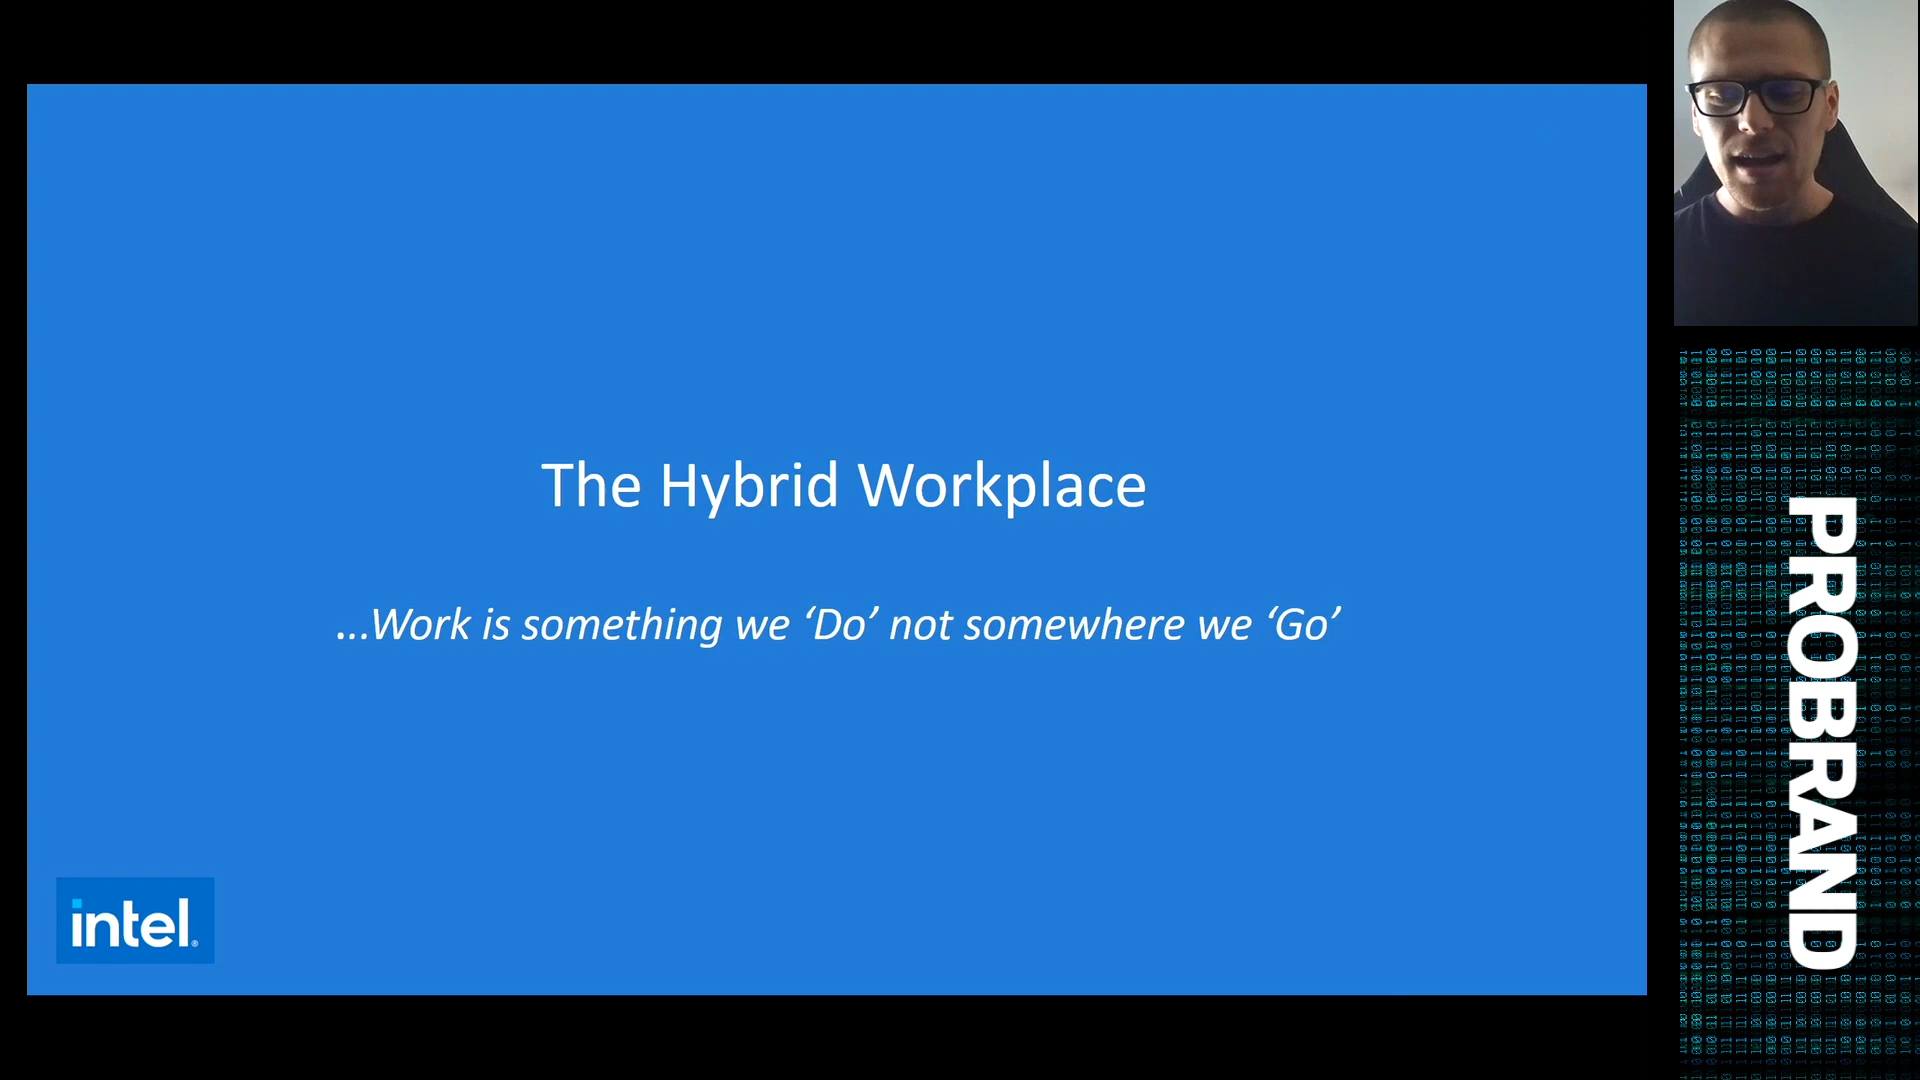 The Hybrid Workplace
...Work is something we ‘Do’ not somewhere we ‘Go’
intel®
PROBRAND